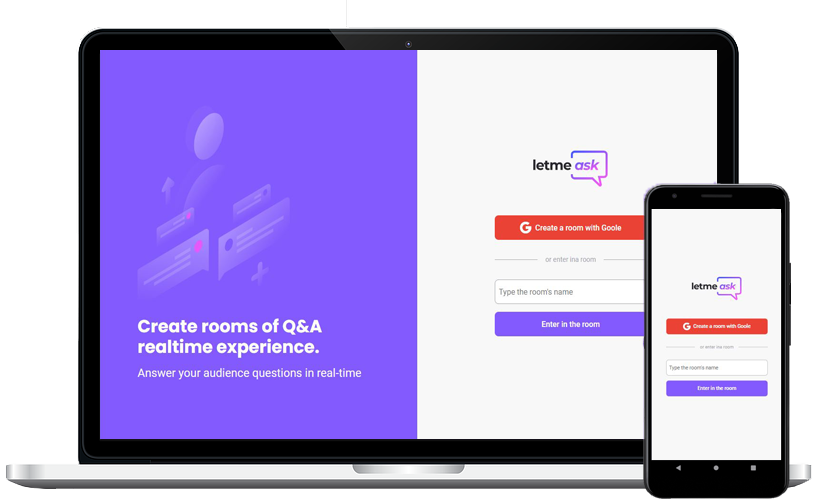 letme ask
Create a room with Goole
or enter ina room
Type the room's name
Enter in the room
Create rooms of Q&A
realtime experience.
Answer your audience questions in real-time
letme ask
Create a room with Goole
or enter ina room
Type the room's name
Enter in the room